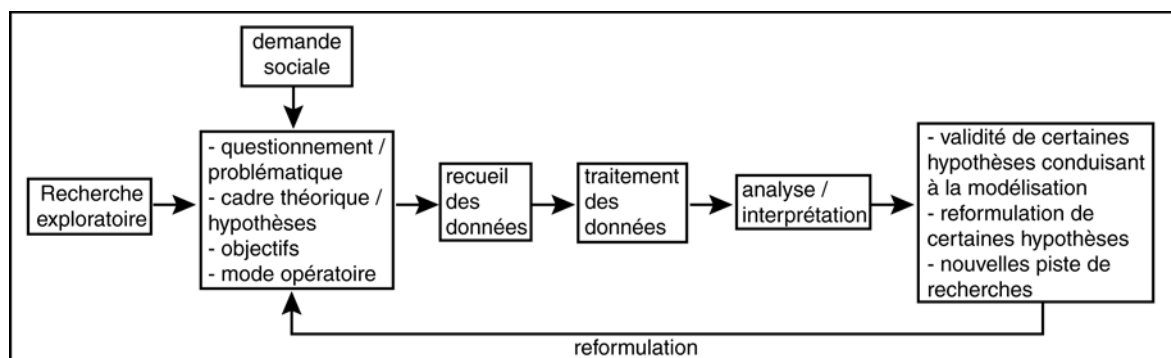 demande
sociale
Recherche
exploratoire
- questionnement /
problématique
- cadre théorique /
hypothèses
- objectifs
- mode opératoire
recueil
des
données
traitement
des
données
analyse /
interprétation
- validité de certaines
hypothèses conduisant
à la modélisation
- reformulation de
certaines hypothèses
- nouvelles piste de
recherches
reformulation